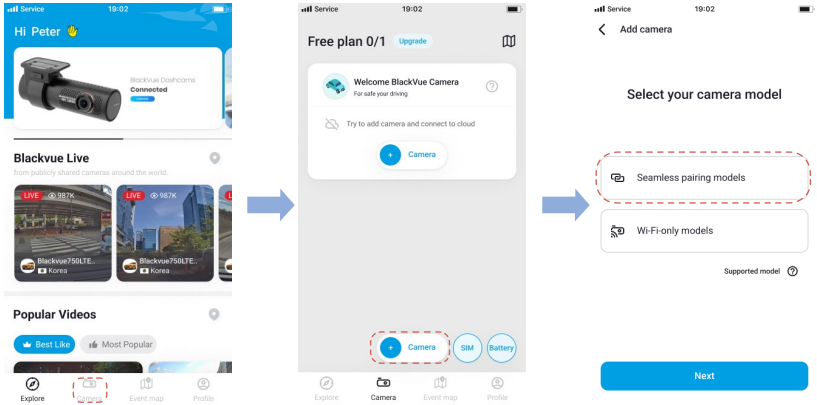 Service 19:02
Hi Peter 👋
BlackVue Dashcams
Connected
Blackvue Live
from publicly shared cameras around the world.
LIVE 987K
LIVE 987K
Blackvue750LTE..
Korea
Blackvue750LTE..
Korea
Popular Videos
Best Like
Most Popular
Explore
Camera
Event map
Profile
Service 19:02
Free plan 0/1 Upgrade
Welcome BlackVue Camera
For safe your driving
Try to add camera and connect to cloud
+ Camera
+ Camera
SIM
Battery
Explore
Camera
Event map
Profile
Service 19:02
Add camera
Select your camera model
Seamless pairing models
Wi-Fi-only models
Supported model
Next